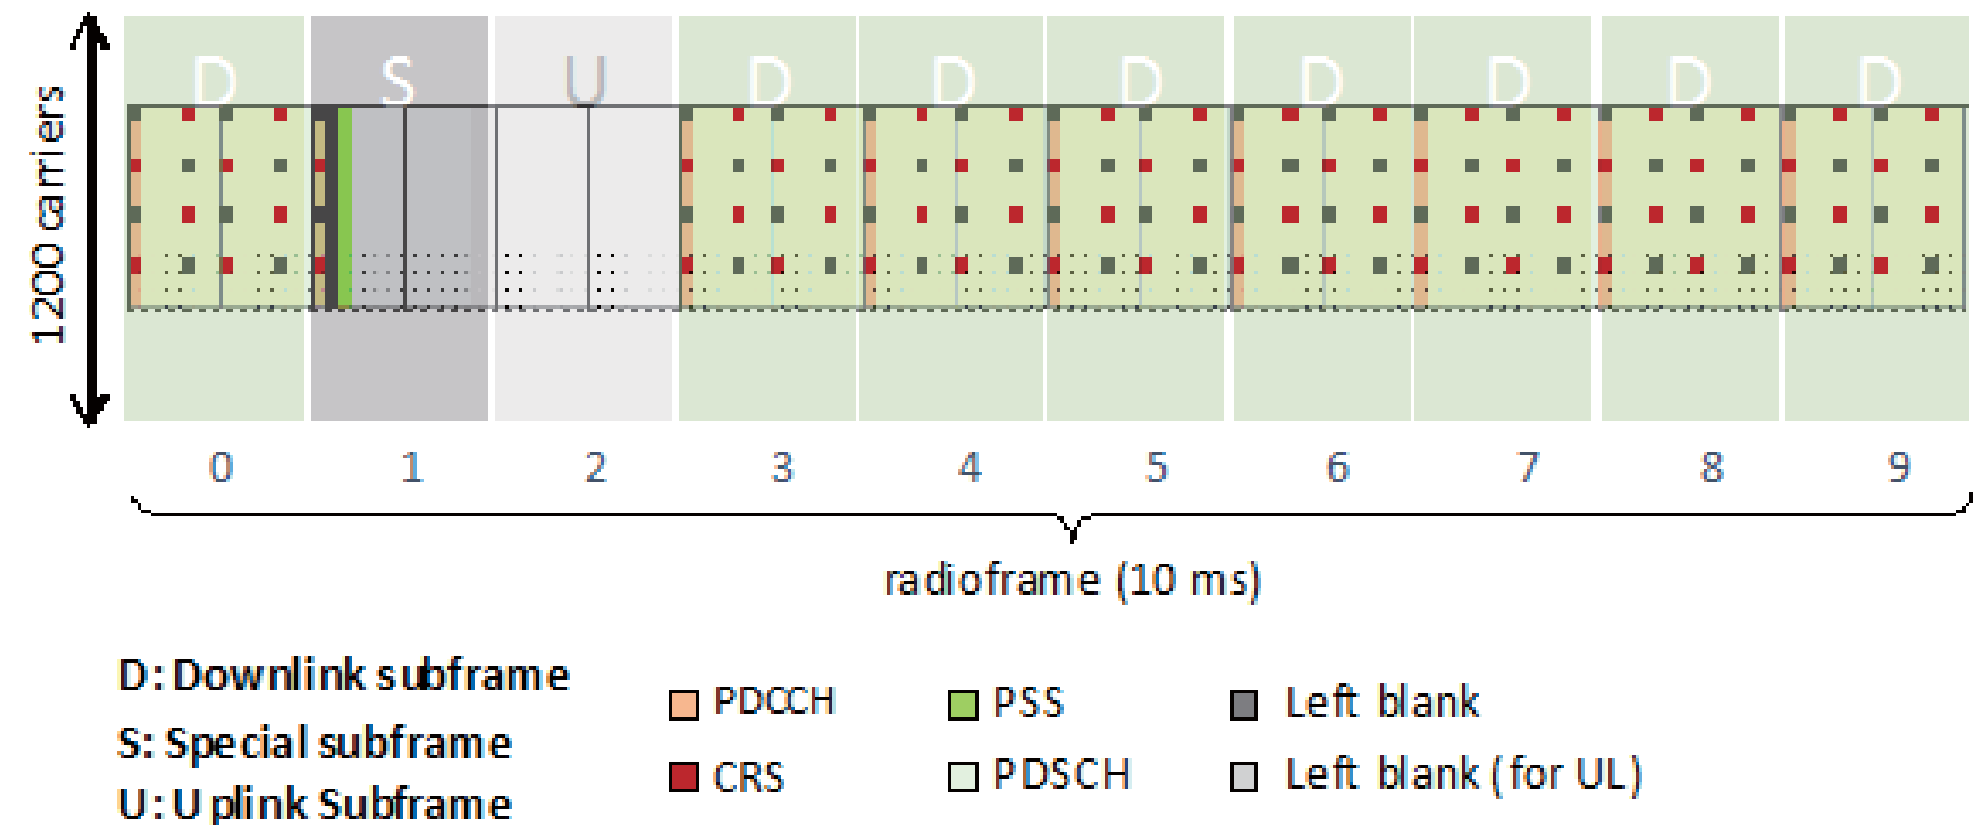 D S U D D D D D D D
1200 carriers
0 1 2 3 4 5 6 7 8 9
radioframe (10 ms)
D: Downlink subframe
S: Special subframe
U: Uplink Subframe
PDCCH PSS Left blank
CRS PDSCH Left blank (for UL)